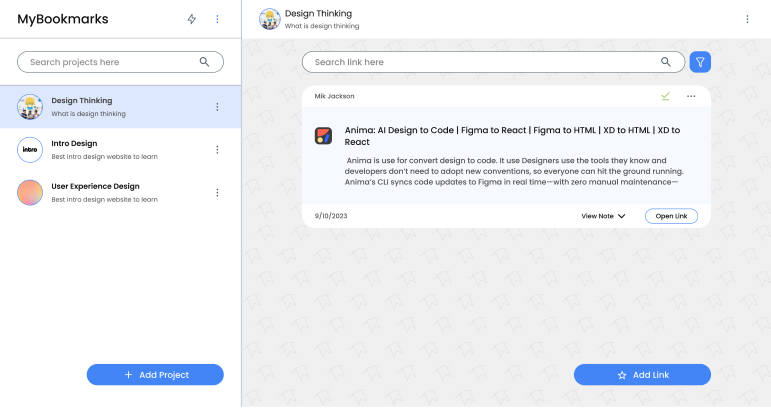 MyBookmarks
Search projects here
Design Thinking
What is design thinking
intro
Intro Design
Best Intro design website to learn
User Experience Design
Best intro design website to learn
Add Project
Design Thinking
What is design thinking
Search link here
Mik Jackson
Anima: AI Design to Code | Figma to React | Figma to HTML | XD to HTML | XD to
React
Anima is use for convert design to code. It use Designers use the tools they know and
developers don't need to adopt new conventions, so everyone can hit the ground running.
Anima's CLI syncs code updates to Figma in real time—with zero manual maintenance—
9/10/2023
View Note
Open Link
Add Link